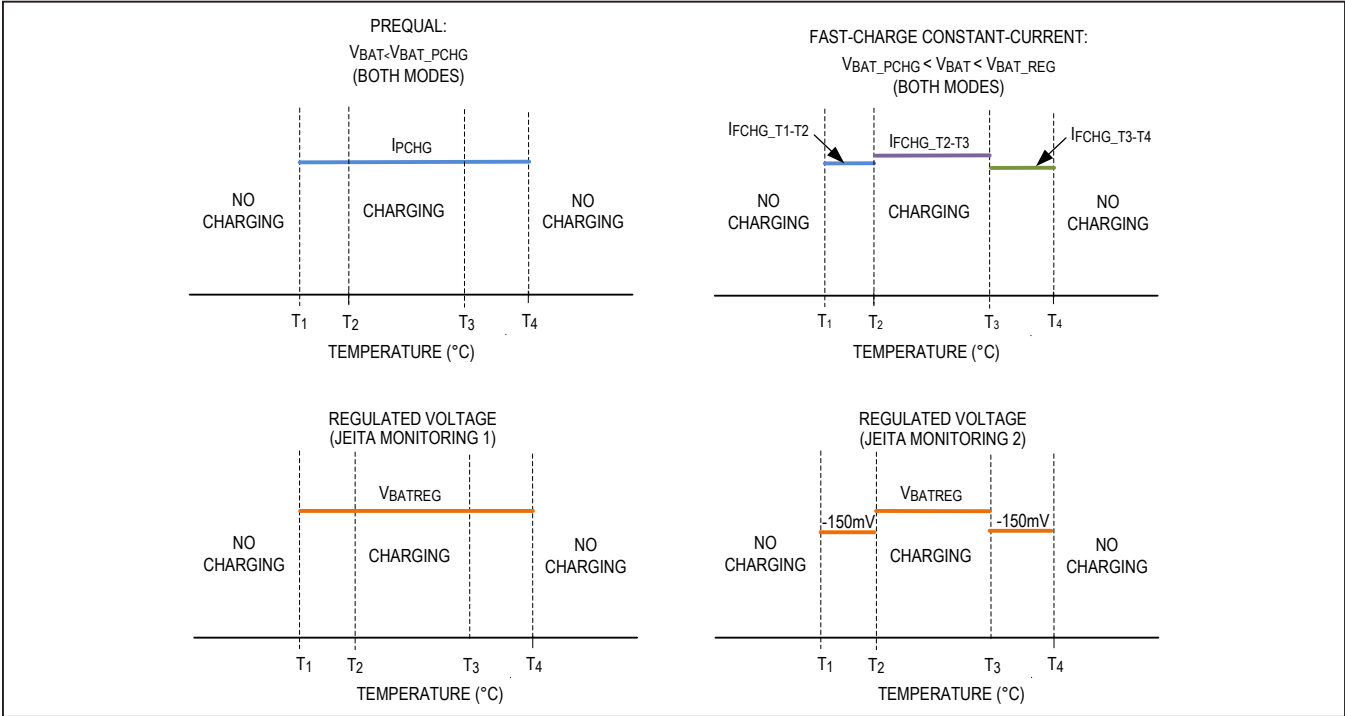 PREQUAL:
VBAT<VBAT_PCHG
(BOTH MODES)
IPCHG
NO
CHARGING
CHARGING
NO
CHARGING
T1 T2 T3 T4
TEMPERATURE (°C)
FAST-CHARGE CONSTANT-CURRENT:
VBAT_PCHG < VBAT < VBAT_REG
(BOTH MODES)
IFCHG_T1-T2
IFCHG_T2-T3
IFCHG_T3-T4
NO
CHARGING
CHARGING
NO
CHARGING
T1 T2 T3 T4
TEMPERATURE (°C)
REGULATED VOLTAGE
(JEITA MONITORING 1)
VBATREG
NO
CHARGING
CHARGING
NO
CHARGING
T1 T2 T3 T4
TEMPERATURE (°C)
REGULATED VOLTAGE
(JEITA MONITORING 2)
VBATREG
-150mV
-150mV
NO
CHARGING
CHARGING
NO
CHARGING
T1 T2 T3 T4
TEMPERATURE (°C)